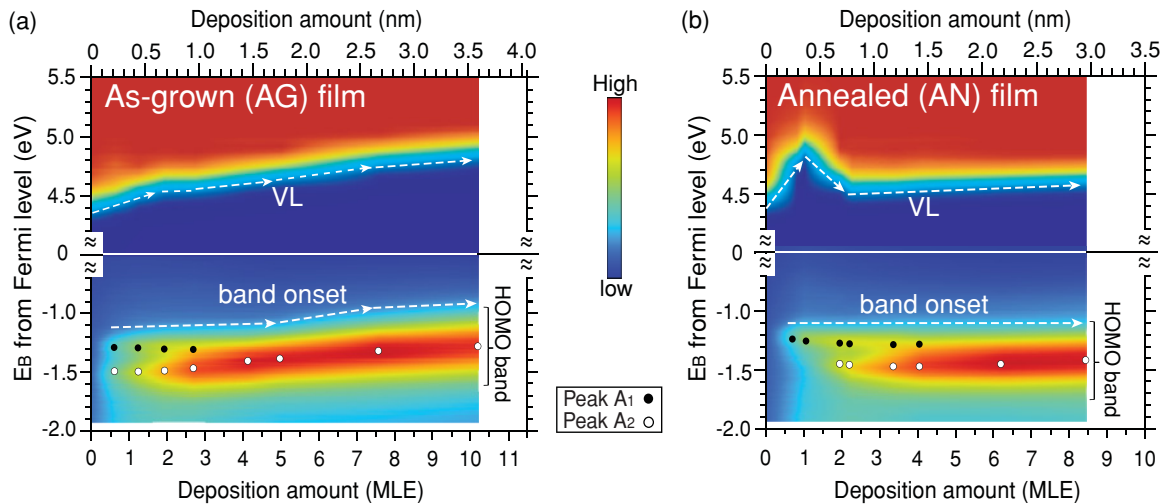 (a)
Deposition amount (nm)
0 0.5 1.0 1.5 2.0 2.5 3.0 3.5 4.0
As-grown (AG) film
VL
band onset
HOMO band
EB from Fermi level (eV)
5.5
5.0
4.5
≈ ≈
0
≈ ≈
-1.0
-1.5
-2.0
0 1 2 3 4 5 6 7 8 9 10 11
Deposition amount (MLE)
High
low
Peak A1 ●
Peak A2 ○
(b)
Deposition amount (nm)
0 0.5 1.0 1.5 2.0 2.5 3.0 3.5
Annealed (AN) film
VL
band onset
HOMO band
EB from Fermi level (eV)
5.5
5.0
4.5
≈ ≈
0
≈ ≈
-1.0
-1.5
-2.0
0 1 2 3 4 5 6 7 8 9 10
Deposition amount (MLE)